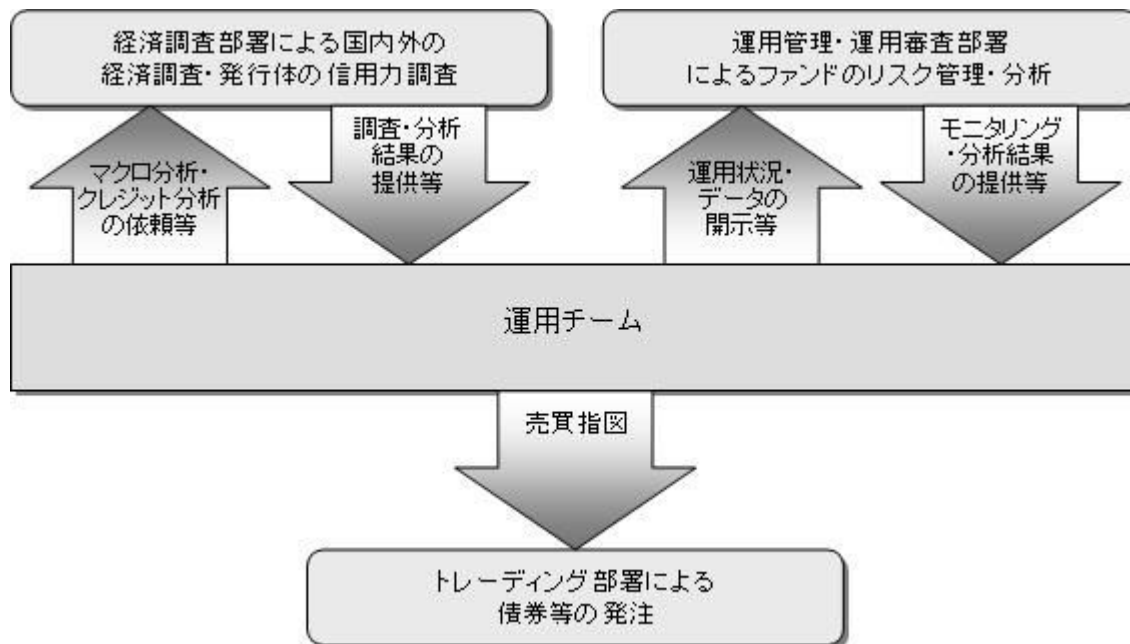 経済調査部署による国内外の
経済調査・発行体の信用力調査
運用管理・運用審査部署
によるファンドのリスク管理・分析
マクロ分析・
クレジット分析
の依頼等
調査・分析
結果の
提供等
運用状況・
データの
開示等
モニタリング
・分析結果
の提供等
運用チーム
売買指図
トレーディング部署による
債券等の発注